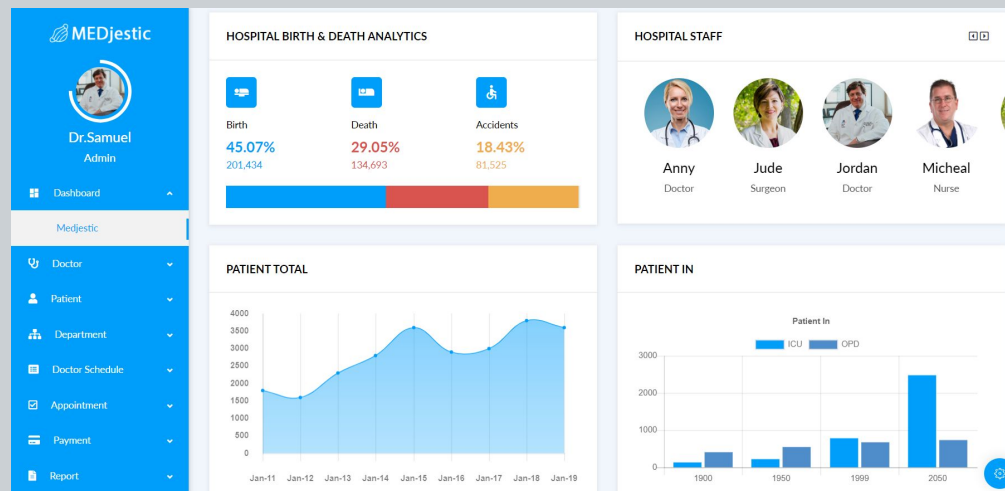 MEDjestic
Dr.Samuel
Admin
Dashboard
Medjestic
Doctor
Patient
Department
Doctor Schedule
Appointment
Payment
Report
HOSPITAL BIRTH & DEATH ANALYTICS
Birth Death Accidents
45.07% 29.05% 18.43%
201,434 134,693 81,525
HOSPITAL STAFF
Anny Jude Jordan Micheal
Doctor Surgeon Doctor Nurse
PATIENT TOTAL
4000
3500
3000
2500
2000
1500
1000
500
0
Jan-11 Jan-12 Jan-13 Jan-14 Jan-15 Jan-16 Jan-17 Jan-18 Jan-19
PATIENT IN
Patient In
ICU OPD
3000
2000
1000
0
1900 1950 1999 2050